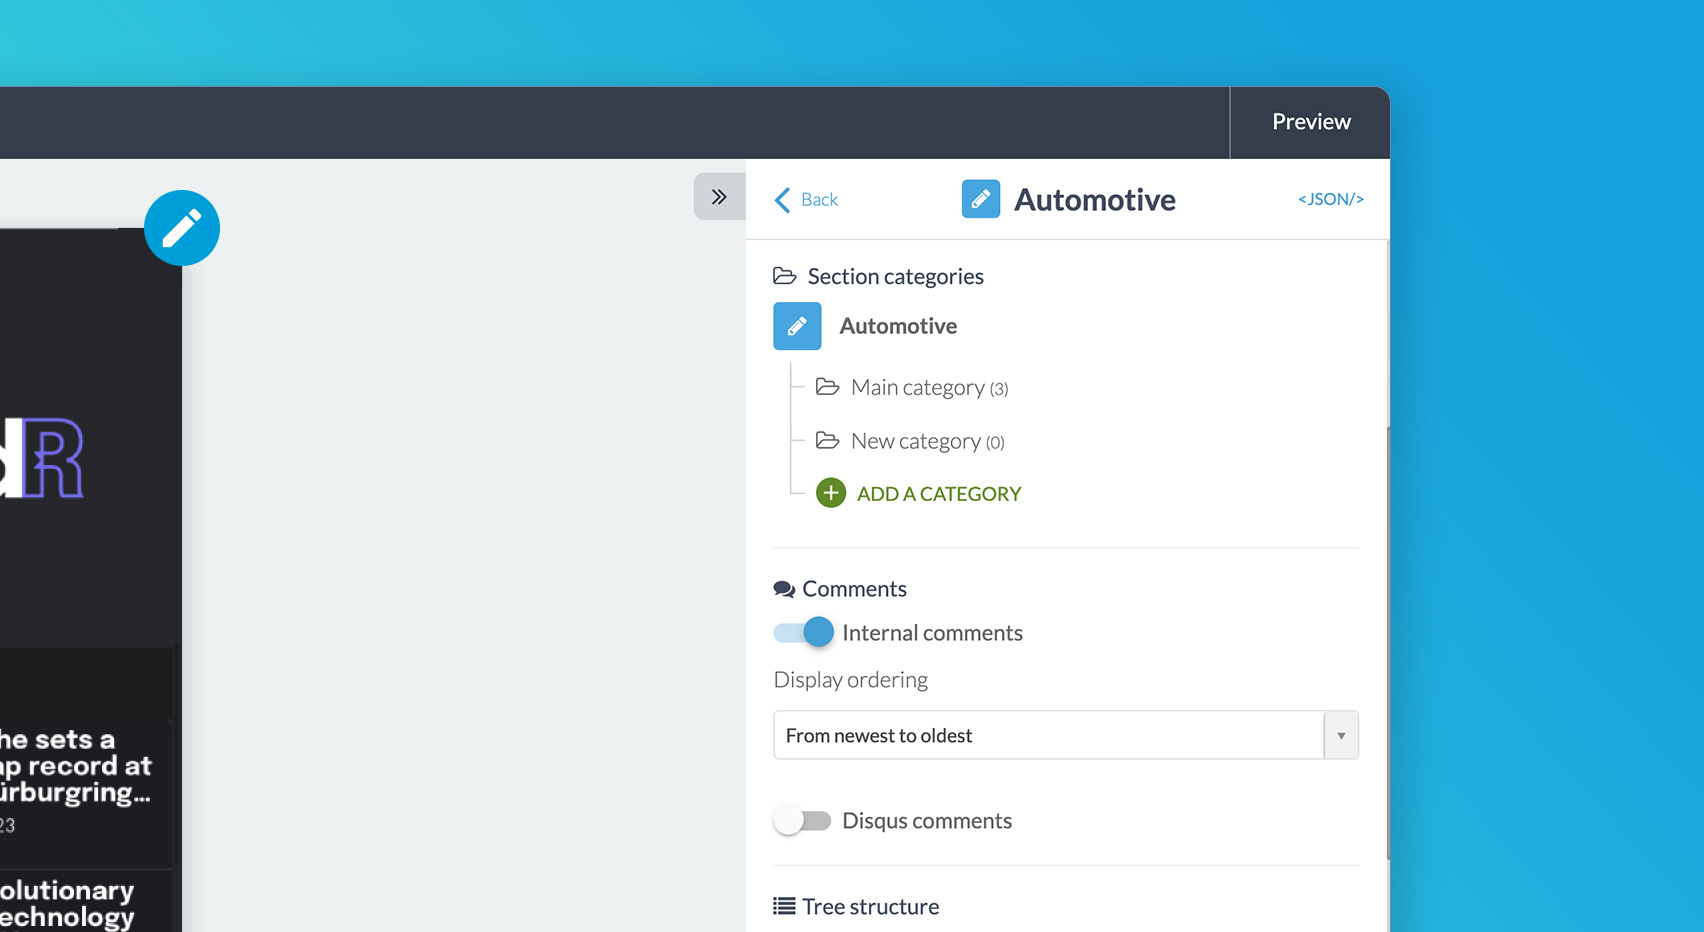 Preview
Back
Automotive
<JSON/>
Section categories
Automotive
Main category (3)
New category (0)
ADD A CATEGORY
Comments
Internal comments
Display ordering
From newest to oldest
Disqus comments
Tree structure
dR
he sets a
ap record at
ürburgring...
23
olutionary
echnology